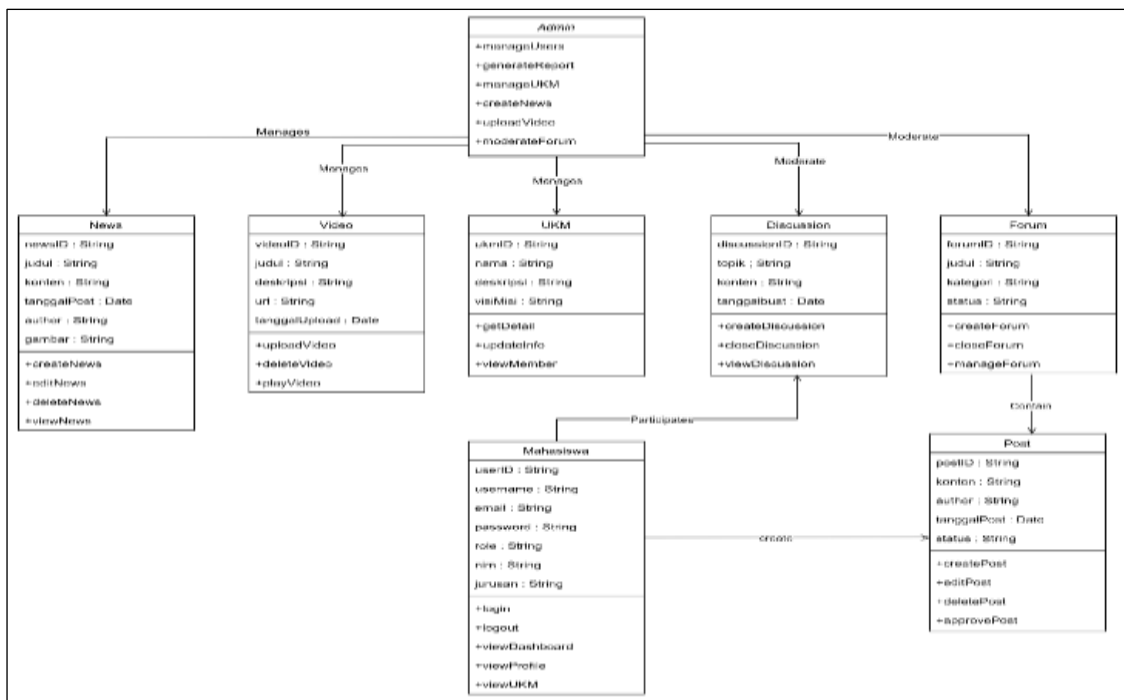 Admin
+manageUsers
+generateReport
+manageUKM
+createNews
+uploadVideo
+moderateForum
Manages
Manages
Manages
Moderate
Moderate
News
newsID : String
judul : String
konten : String
tanggalPost : Date
author : String
gambar : String
+createNews
+editNews
+deleteNews
+viewNews
Video
videoID : String
judul : String
deskripsi : String
url : String
tanggalUpload : Date
+uploadVideo
+deleteVideo
+playVideo
UKM
ukmID : String
nama : String
deskripsi : String
visiMisi : String
+getDetail
+updateInfo
+viewMember
Discussion
discussionID : String
topik : String
konten : String
tanggalbuat : Date
+createDiscussion
+closeDiscussion
+viewDiscussion
Forum
forumID : String
judul : String
kategori : String
status : String
+createForum
+closeForum
+manageForum
Participates
Contain
Mahasiswa
userID : String
username : String
email : String
password : String
role : String
nim : String
jurusan : String
+login
+logout
+viewDashboard
+viewProfile
+viewUKM
create
Post
postID : String
konten : String
author : String
tanggalPost : Date
status : String
+createPost
+editPost
+deletePost
+approvePost